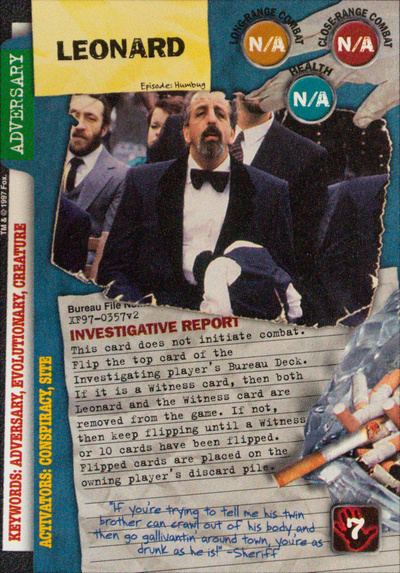 LEONARD
Episode: Humbug
LONG-RANGE COMBAT
N/A
CLOSE-RANGE COMBAT
N/A
HEALTH
N/A
ADVERSARY
TM & © 1997 Fox.
KEYWORDS: ADVERSARY, EVOLUTIONARY, CREATURE
ACTIVATORS: CONSPIRACY, SITE
Bureau File No.
XF97-0357v2
INVESTIGATIVE REPORT
This card does not initiate combat.
Flip the top card of the
Investigating player's Bureau Deck.
If it is a Witness card, then both
Leonard and the Witness card are
removed from the game. If not,
then keep flipping until a Witness
or 10 cards have been flipped.
Flipped cards are placed on the
owning player's discard pile.
"If you're trying to tell me his twin
brother can crawl out of his body and
then go gallivantin around town, you're as
drunk as he is!" -Sheriff
7